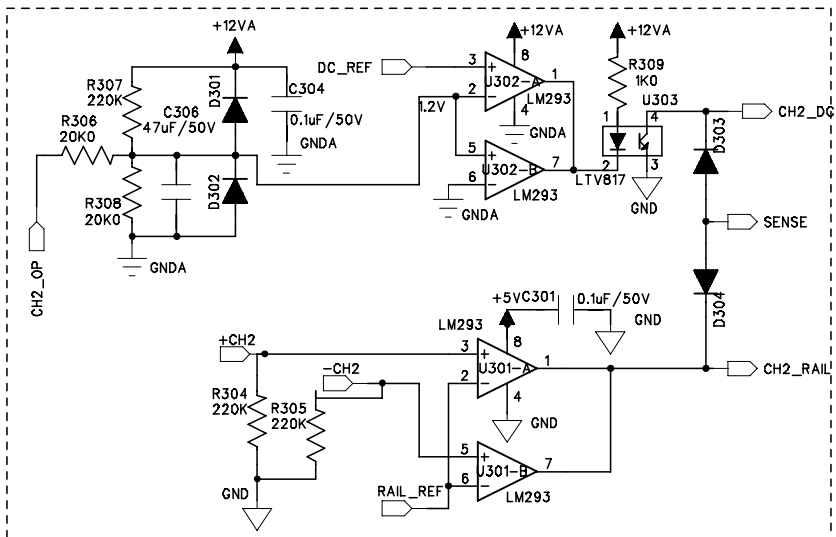 +12VA
R307
220K
D301
C304
0.1uF/50V
GNDA
C306
47uF/50V
R306
20K0
D302
R308
20K0
GNDA
CH2_OP
DC_REF
1.2V
+12VA
3
2
8
1
4
U302-A
LM293
GNDA
5
6
7
U302-B
LM293
GNDA
+12VA
R309
1K0
U303
1
4
2
3
LTV817
GND
D303
CH2_DC
SENSE
D304
CH2_RAIL
+5V
C301
0.1uF/50V
GND
LM293
+CH2
-CH2
3
2
8
1
4
U301-A
GND
R304
220K
R305
220K
GND
5
6
7
U301-B
LM293
RAIL_REF